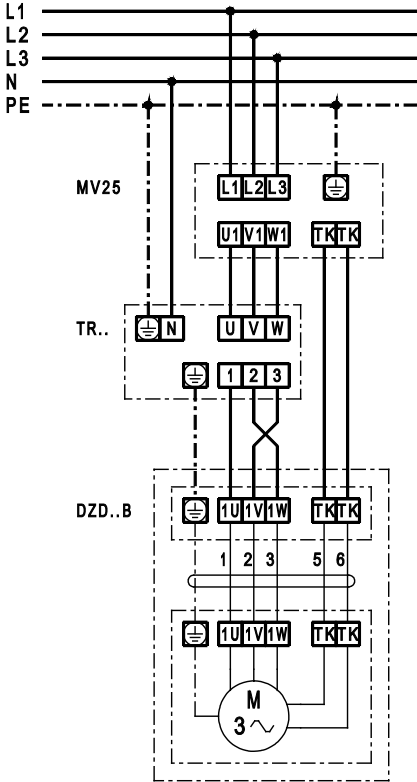 L1
L2
L3
N
PE
MV25 L1 L2 L3
U1 V1 W1 TK TK
TR.. N U V W
1 2 3
DZD..B 1U 1V 1W TK TK
1 2 3 5 6
1U 1V 1W TK TK
M
3